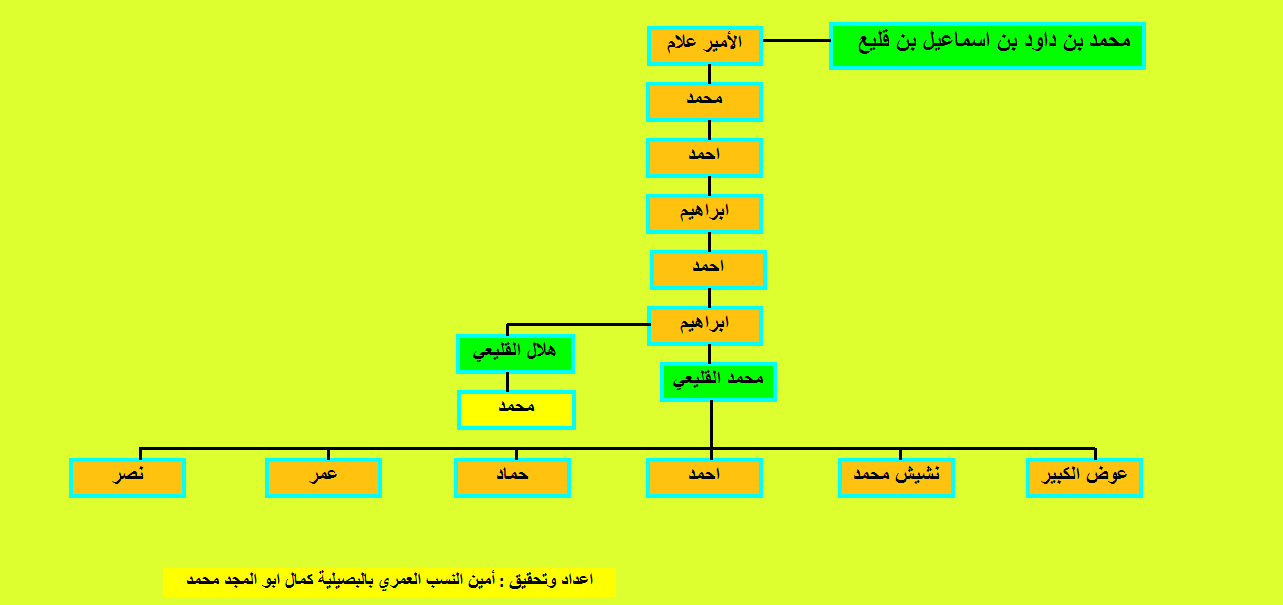 محمد بن داود بن اسماعيل بن قليع
الأمير علام
محمد
احمد
ابراهيم
احمد
ابراهيم
هلال القليعي
محمد القليعي
محمد
عوض الكبير
نشيش محمد
احمد
حماد
عمر
نصر
اعداد وتحقيق : أمين النسب العمري بالبصيلية كمال ابو المجد محمد